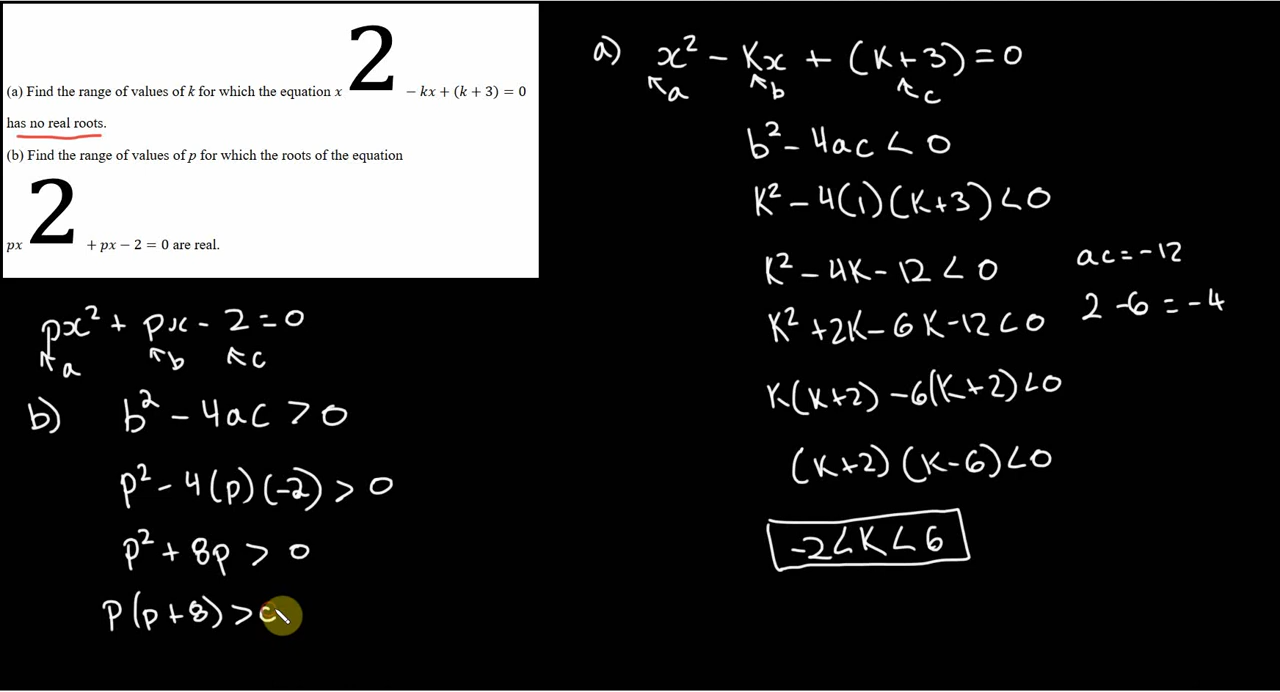 (a) Find the range of values of k for which the equation x 2 − kx + (k + 3) = 0
has no real roots.
(b) Find the range of values of p for which the roots of the equation
px 2 + px − 2 = 0 are real.
a) x² − Kx + (K+3) = 0
a b c
b² − 4ac < 0
K² − 4(1)(K+3) < 0
K² − 4K − 12 < 0
ac = −12
K² + 2K − 6K − 12 < 0
2 −6 = −4
K(K+2) − 6(K+2) < 0
(K+2)(K−6) < 0
−2 < K < 6
px² + px − 2 = 0
a b c
b) b² − 4ac > 0
p² − 4(p)(−2) > 0
p² + 8p > 0
p(p+8) >